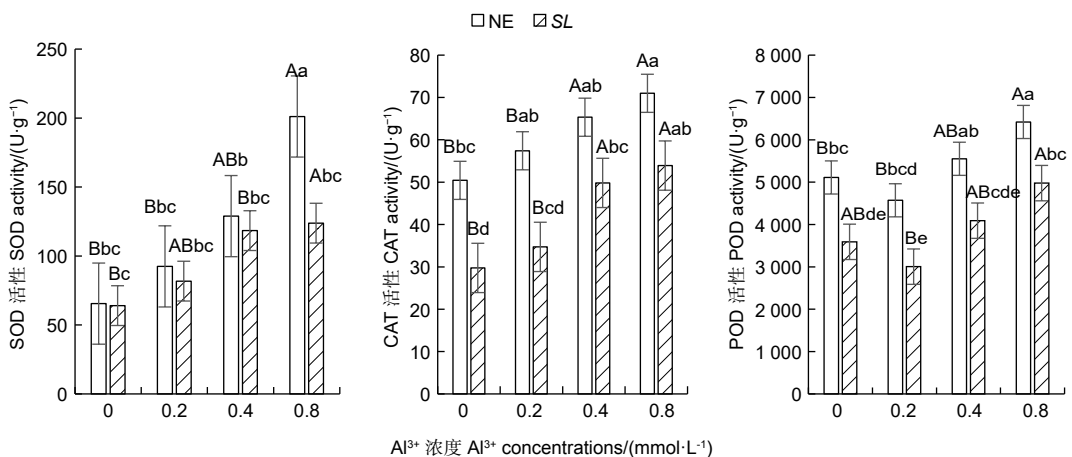 NE SL
SOD 活性 SOD activity/(U·g⁻¹)
250
200
150
100
50
0
Bbc
Bc
Bbc
ABbc
ABb
Bbc
Aa
Abc
0 0.2 0.4 0.8
CAT 活性 CAT activity/(U·g⁻¹)
80
70
60
50
40
30
20
10
0
Bbc
Bd
Bab
Bcd
Aab
Abc
Aa
Aab
0 0.2 0.4 0.8
POD 活性 POD activity/(U·g⁻¹)
8 000
7 000
6 000
5 000
4 000
3 000
2 000
1 000
0
Bbc
ABde
Bbcd
Be
ABab
ABcde
Aa
Abc
0 0.2 0.4 0.8
Al³⁺ 浓度 Al³⁺ concentrations/(mmol·L⁻¹)